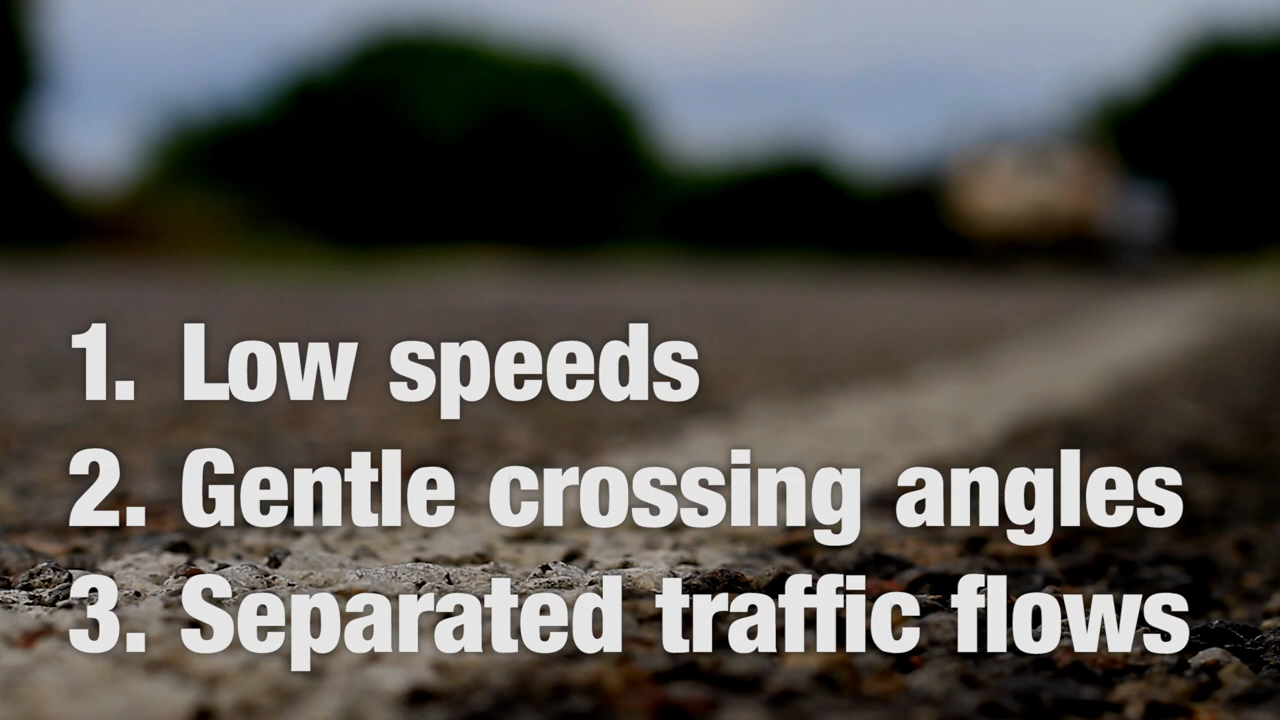 1. Low speeds
2. Gentle crossing angles
3. Separated traffic flows